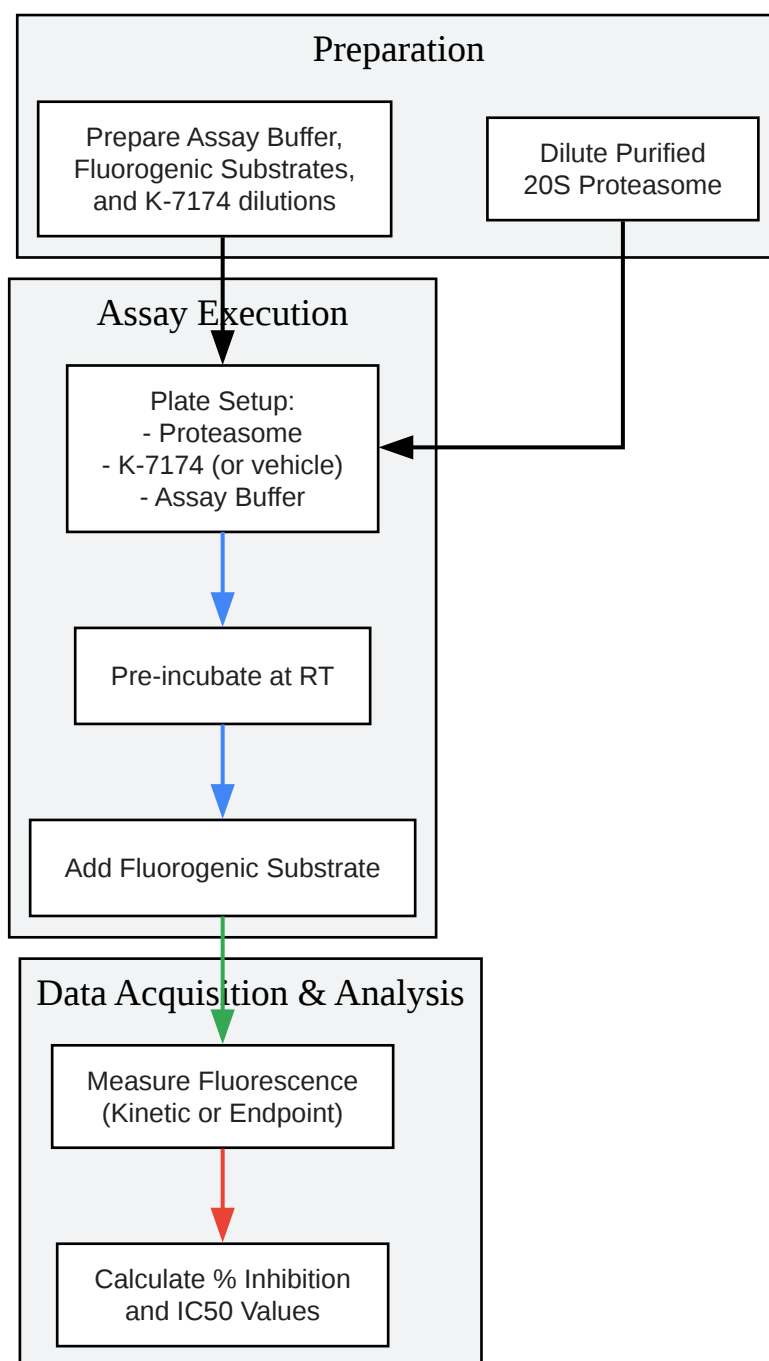 Preparation
Prepare Assay Buffer,
Fluorogenic Substrates,
and K-7174 dilutions
Dilute Purified
20S Proteasome
Assay Execution
Plate Setup:
- Proteasome
- K-7174 (or vehicle)
- Assay Buffer
Pre-incubate at RT
Add Fluorogenic Substrate
Data Acquisition & Analysis
Measure Fluorescence
(Kinetic or Endpoint)
Calculate % Inhibition
and IC50 Values